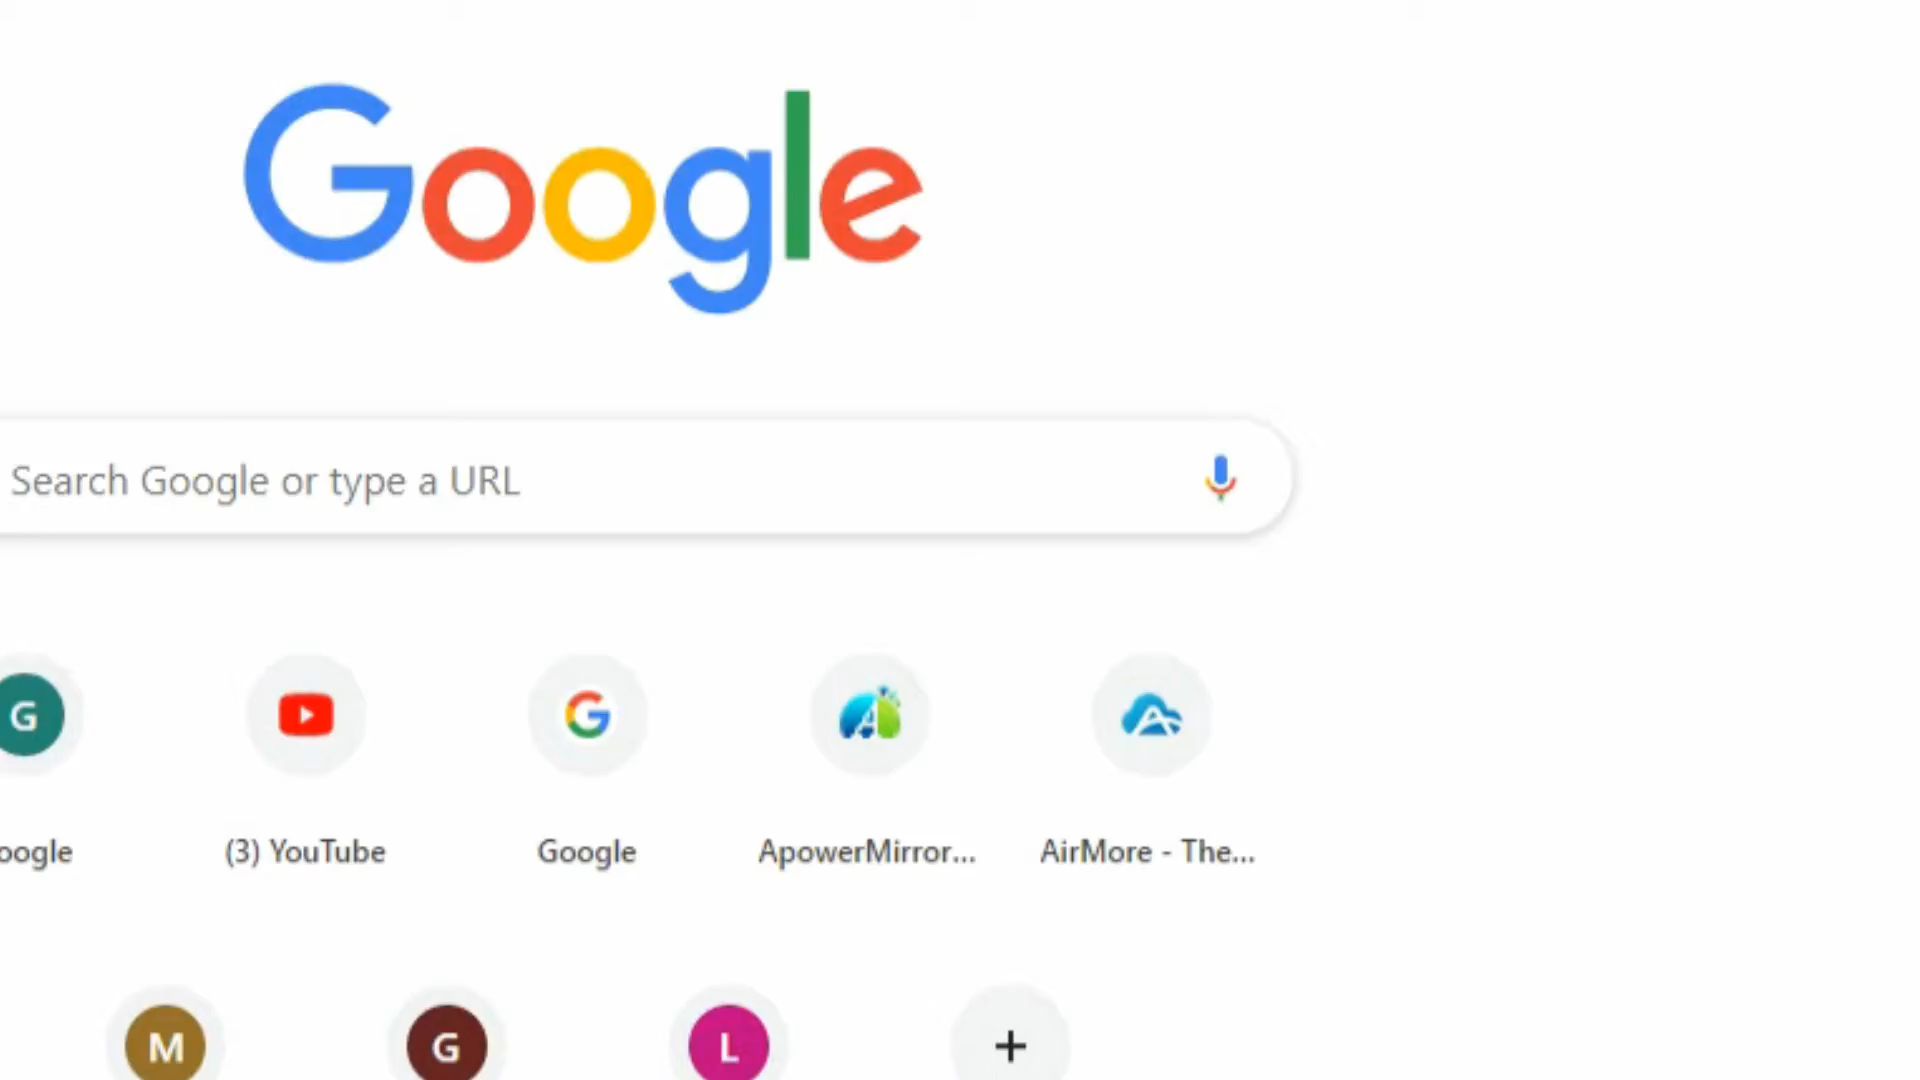 Google
Search Google or type a URL
G
oogle
(3) YouTube
Google
ApowerMirror...
AirMore - The...
M
G
L
+